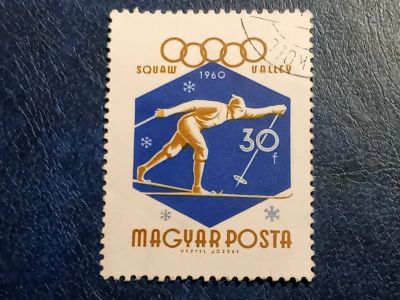 SQUAW VALLEY
1960
30
f
MAGYAR POSTA
VERTEL JÓZSEF